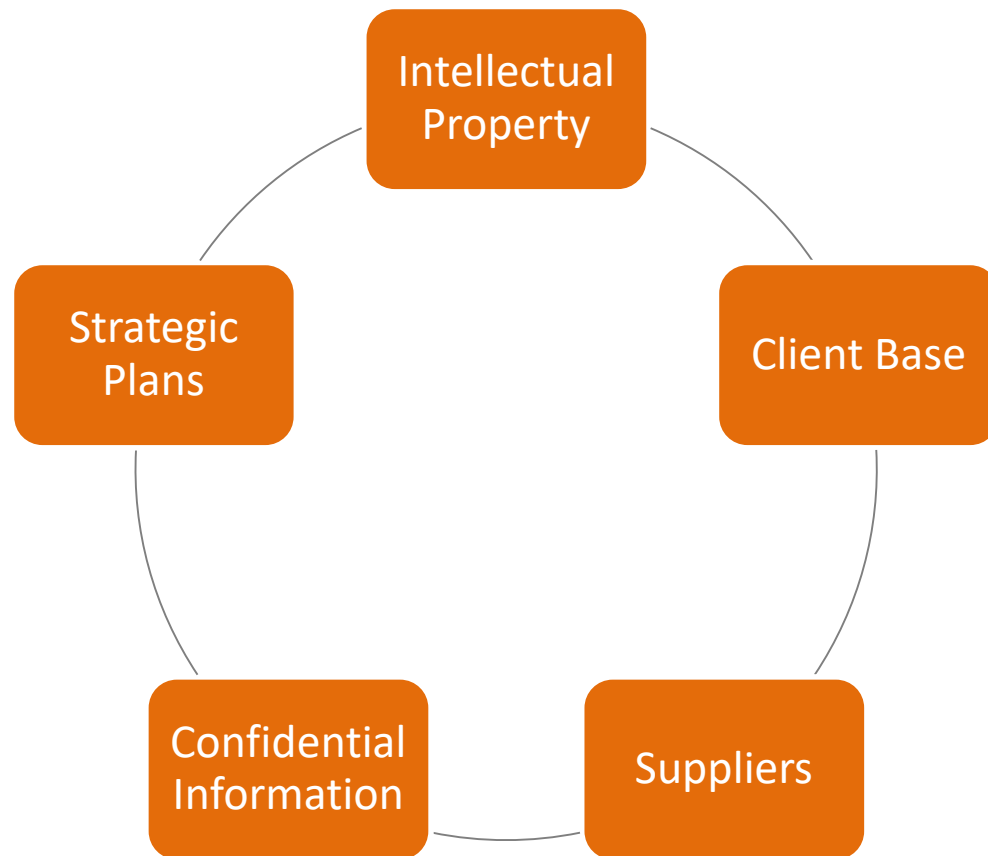 Intellectual
Property
Strategic
Plans
Client Base
Confidential
Information
Suppliers